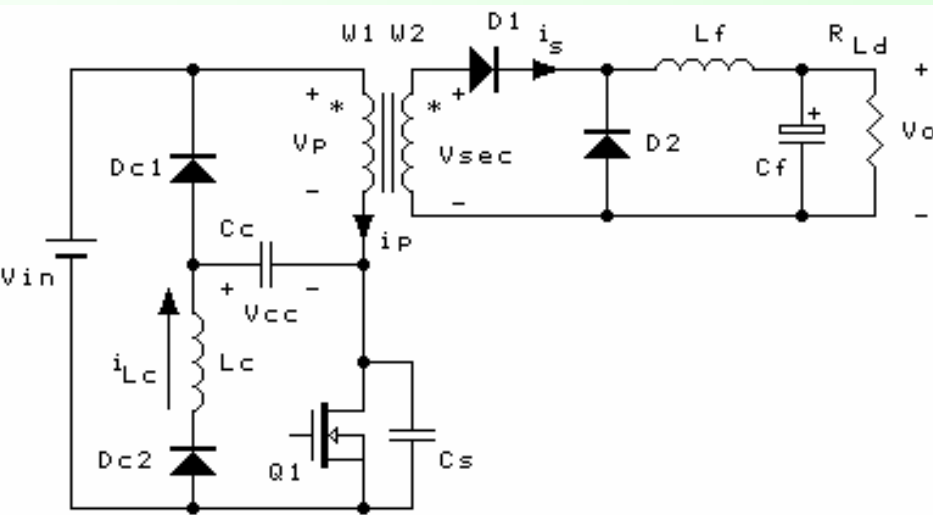 W1 W2 D1 is Lf RLd
+ * * + + +
Dc1 Vp Vsec D2 Cf Vo
- - -
Cc iP
Vin + -
Vcc
iLc Lc
Dc2 Q1 Cs